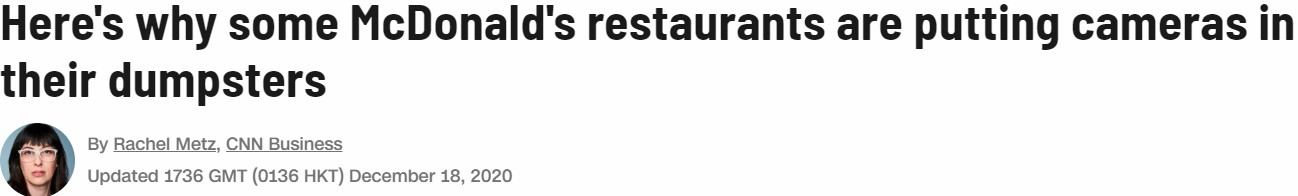 Here's why some McDonald's restaurants are putting cameras in
their dumpsters
By Rachel Metz, CNN Business
Updated 1736 GMT (0136 HKT) December 18, 2020